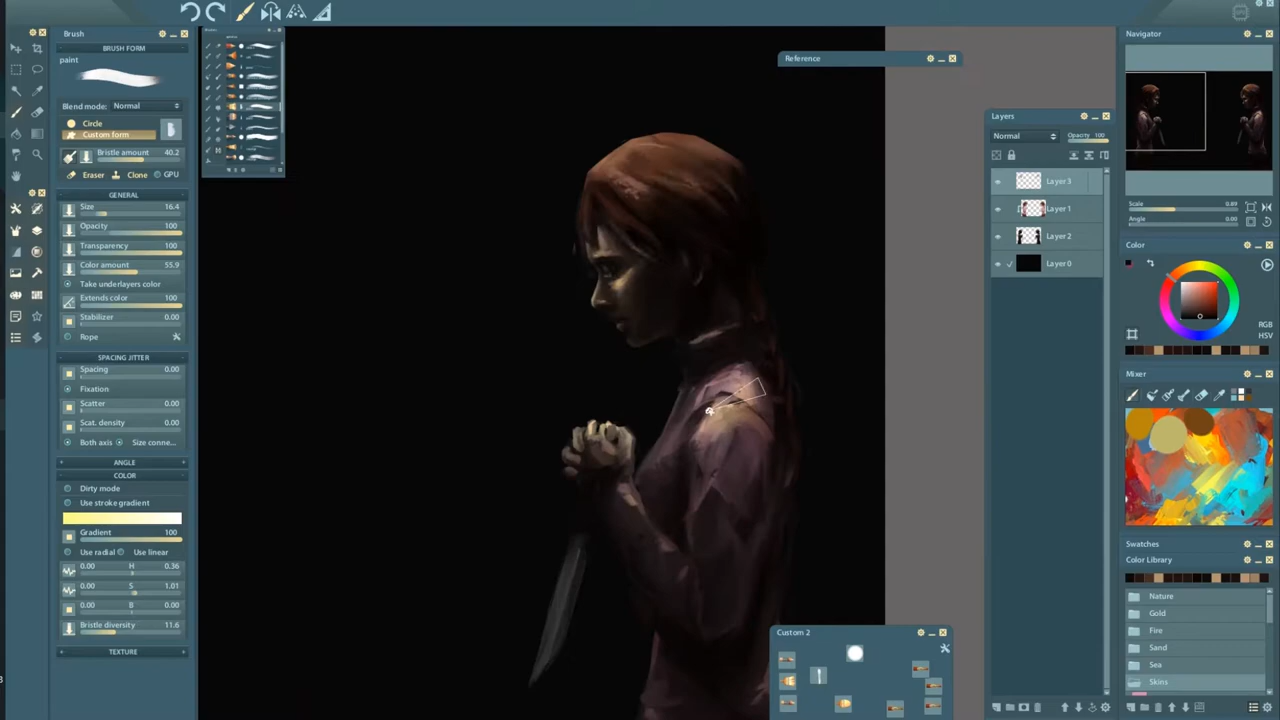 Brush
BRUSH FORM
paint
Blend mode: Normal
Circle
Custom form
Bristle amount 40.2
Eraser Clone GPU
GENERAL
Size 16.4
Opacity 100
Transparency 100
Color amount 55.9
Take underlayers color
Extends color 100
Stabilizer 0.00
Rope
SPACING JITTER
Spacing 0.00
Fixation
Scatter 0.00
Scat. density 0.00
Both axis Size conne...
ANGLE
COLOR
Dirty mode
Use stroke gradient
Gradient 100
Use radial Use linear
0.00 H 0.36
0.00 S 1.01
0.00 B 0.00
Bristle diversity 11.6
TEXTURE
Reference
Custom 2
Layers
Normal Opacity 100
Layer 3
Layer 1
Layer 2
Layer 0
Navigator
Scale 0.89
Angle 0.00
Color
RGB
HSV
Mixer
Swatches
Color Library
Nature
Gold
Fire
Sand
Sea
Skins